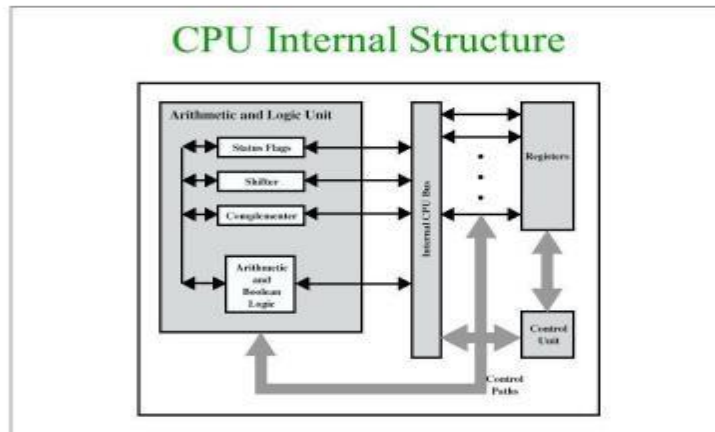 CPU Internal Structure
Arithmetic and Logic Unit
Status Flags
Shifter
Complementer
Arithmetic
and
Boolean
Logic
Internal CPU Bus
Registers
Control
Unit
Control
Paths